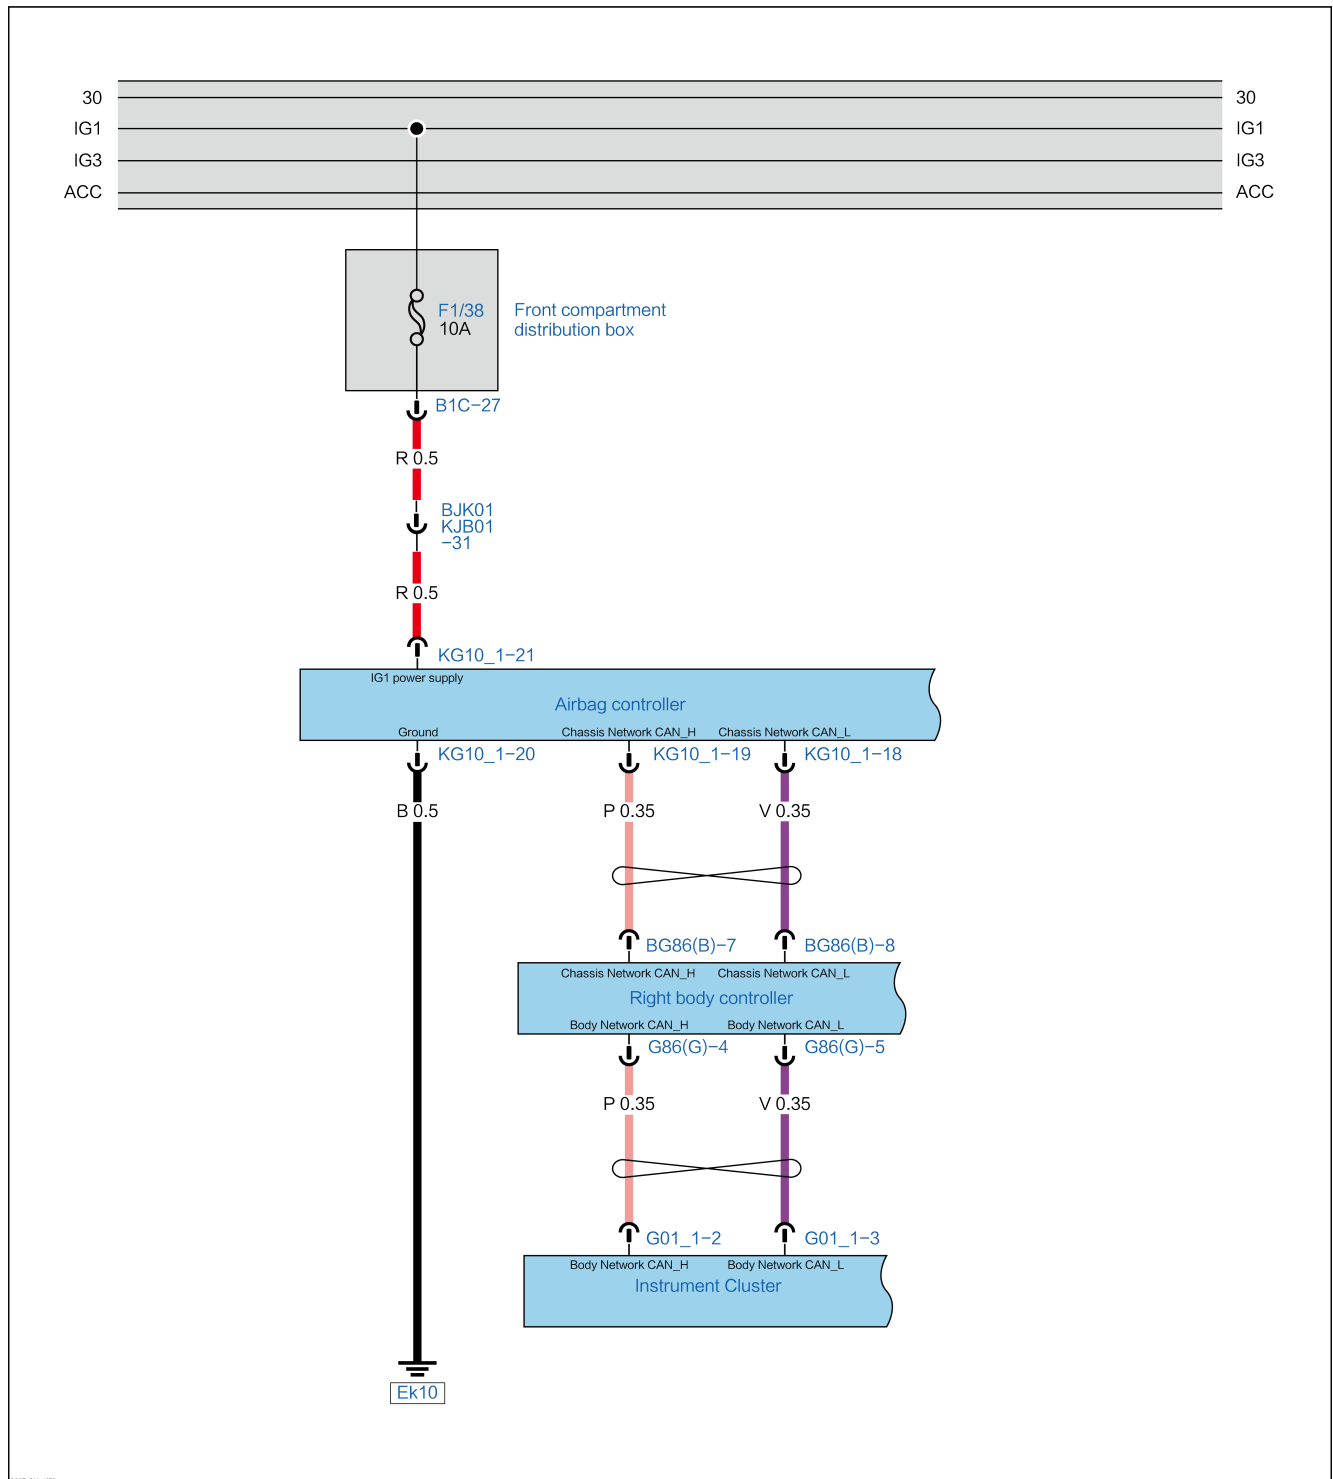 30 30
IG1 IG1
IG3 IG3
ACC ACC
F1/38
10A
Front compartment
distribution box
B1C-27
R 0.5
BJK01
KJB01
-31
R 0.5
KG10_1-21
IG1 power supply
Airbag controller
Ground Chassis Network CAN_H Chassis Network CAN_L
KG10_1-20 KG10_1-19 KG10_1-18
B 0.5 P 0.35 V 0.35
BG86(B)-7 BG86(B)-8
Chassis Network CAN_H Chassis Network CAN_L
Right body controller
Body Network CAN_H Body Network CAN_L
G86(G)-4 G86(G)-5
P 0.35 V 0.35
G01_1-2 G01_1-3
Body Network CAN_H Body Network CAN_L
Instrument Cluster
Ek10